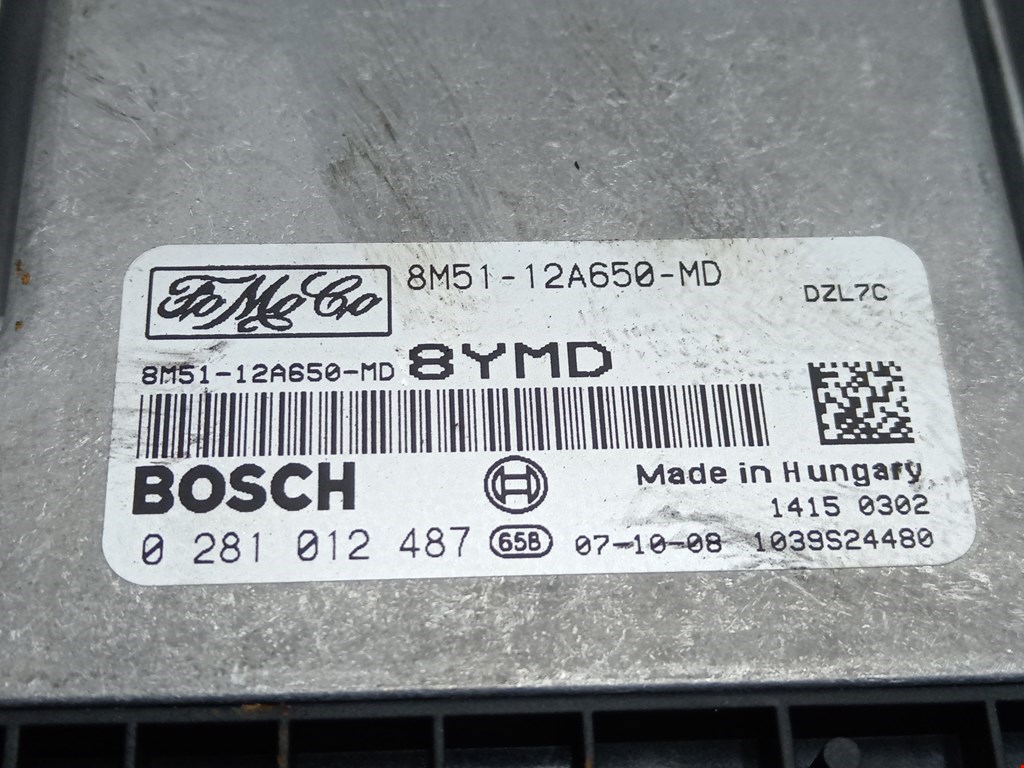 FoMoCo
8M51-12A650-MD
DZL7C
8M51-12A650-MD 8YMD
BOSCH
Made in Hungary
1415 0302
0 281 012 487 65B 07-10-08 1039S24480